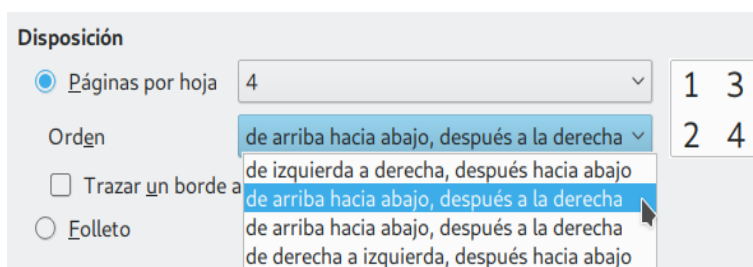 Disposición
Páginas por hoja 4
1 3
Orden de arriba hacia abajo, después a la derecha
2 4
de izquierda a derecha, después hacia abajo
Trazar un borde a
de arriba hacia abajo, después a la derecha
Folleto
de arriba hacia abajo, después a la derecha
de derecha a izquierda, después hacia abajo